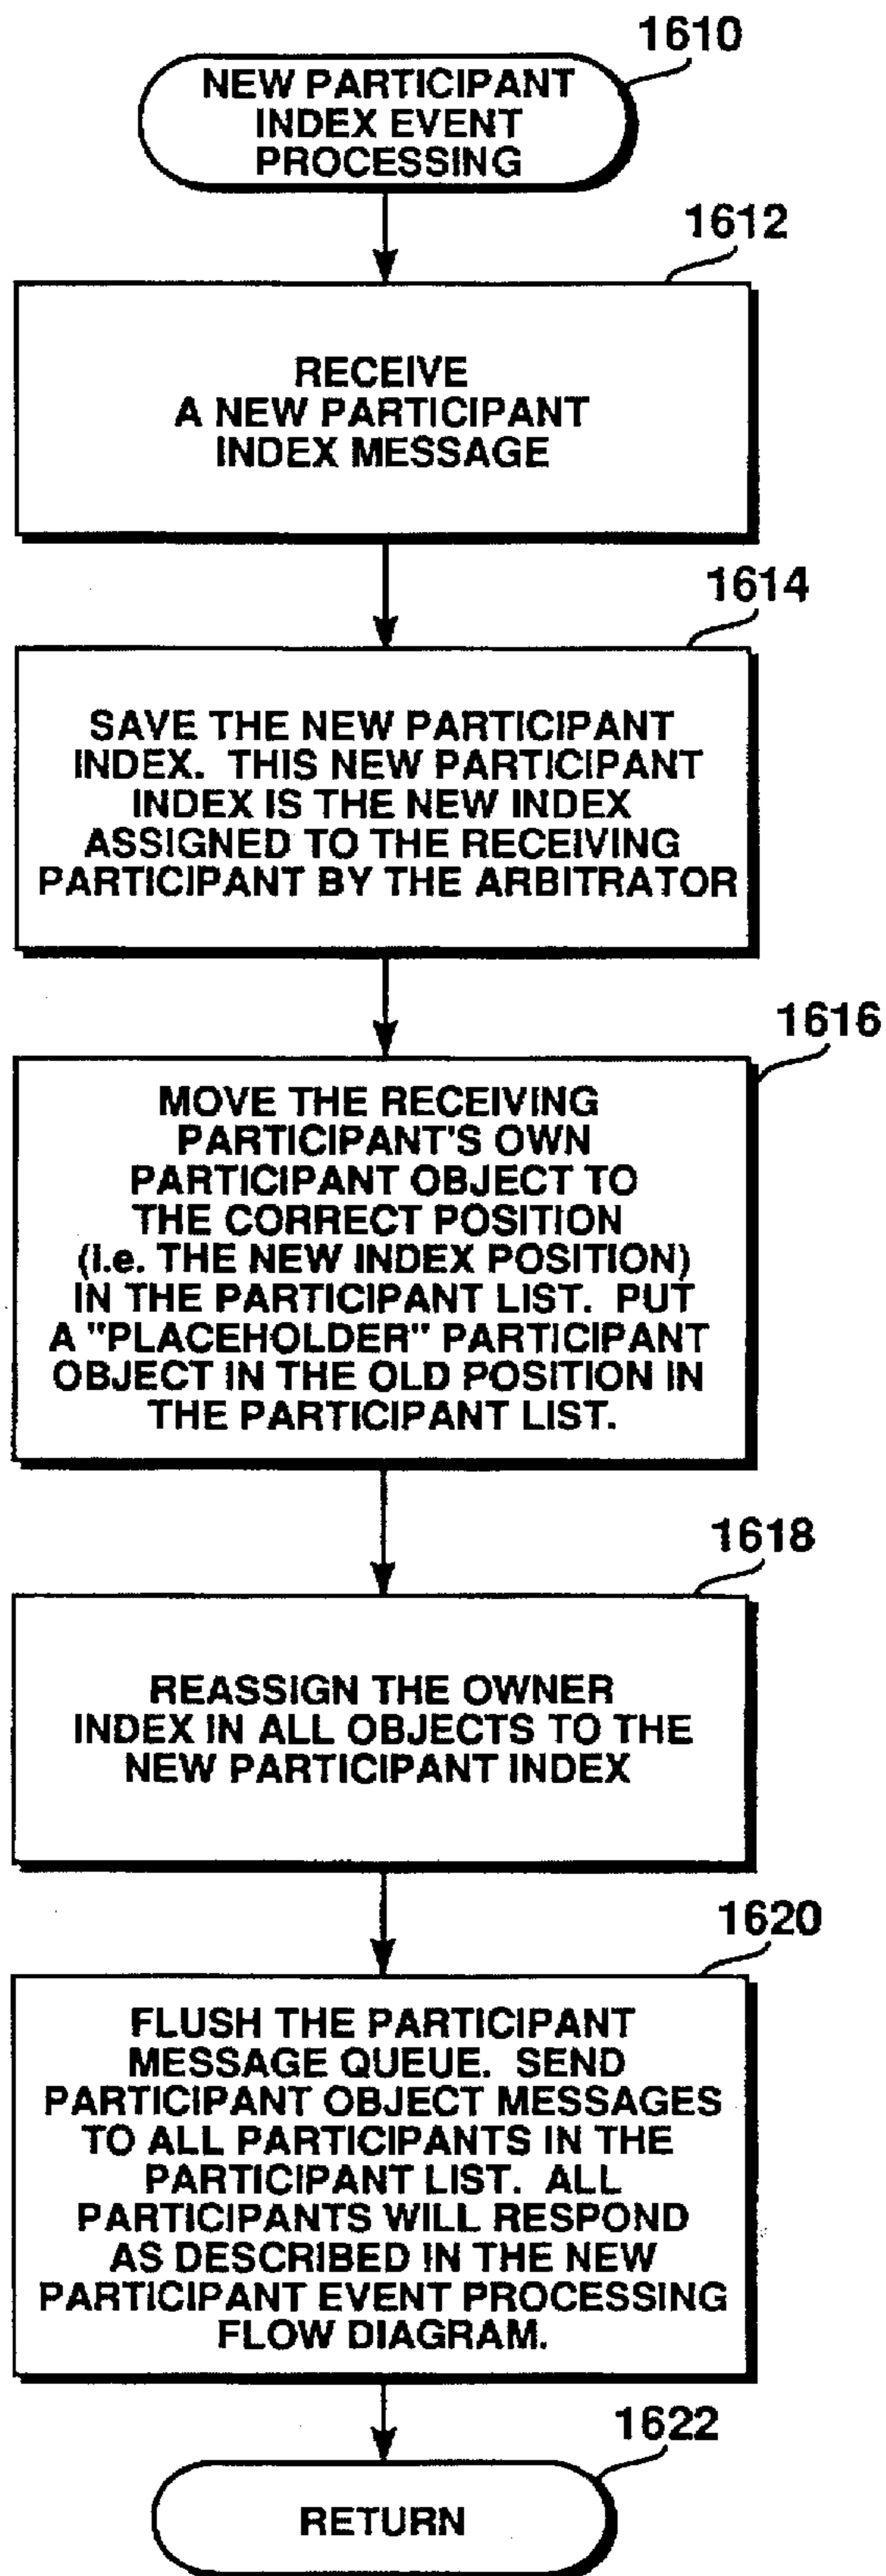 1610
NEW PARTICIPANT
INDEX EVENT
PROCESSING
1612
RECEIVE
A NEW PARTICIPANT
INDEX MESSAGE
1614
SAVE THE NEW PARTICIPANT
INDEX. THIS NEW PARTICIPANT
INDEX IS THE NEW INDEX
ASSIGNED TO THE RECEIVING
PARTICIPANT BY THE ARBITRATOR
1616
MOVE THE RECEIVING
PARTICIPANT'S OWN
PARTICIPANT OBJECT TO
THE CORRECT POSITION
(I.e. THE NEW INDEX POSITION)
IN THE PARTICIPANT LIST. PUT
A "PLACEHOLDER" PARTICIPANT
OBJECT IN THE OLD POSITION IN
THE PARTICIPANT LIST.
1618
REASSIGN THE OWNER
INDEX IN ALL OBJECTS TO THE
NEW PARTICIPANT INDEX
1620
FLUSH THE PARTICIPANT
MESSAGE QUEUE. SEND
PARTICIPANT OBJECT MESSAGES
TO ALL PARTICIPANTS IN THE
PARTICIPANT LIST. ALL
PARTICIPANTS WILL RESPOND
AS DESCRIBED IN THE NEW
PARTICIPANT EVENT PROCESSING
FLOW DIAGRAM.
1622
RETURN